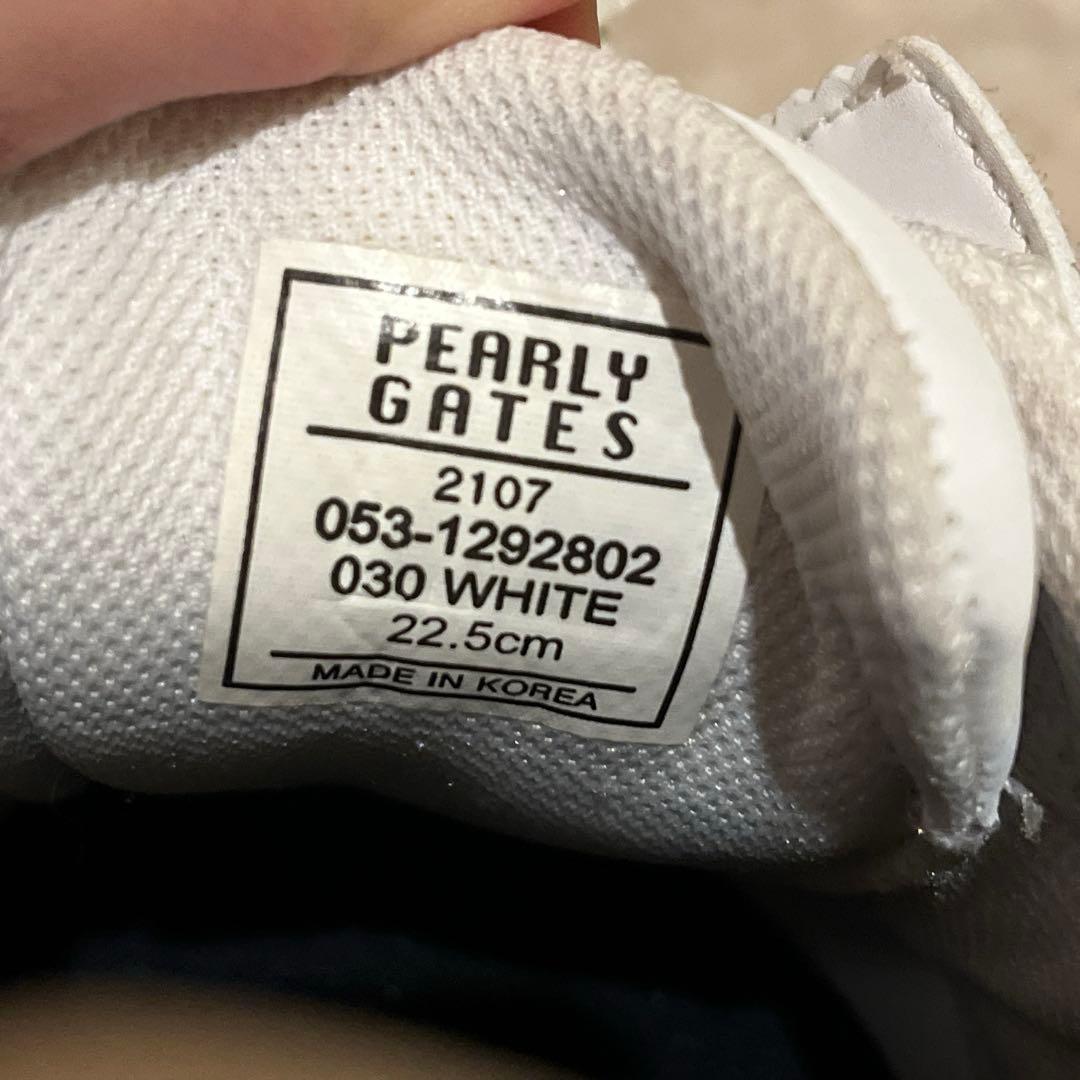 PEARLY
GATES
2107
053-1292802
030 WHITE
22.5cm
MADE IN KOREA